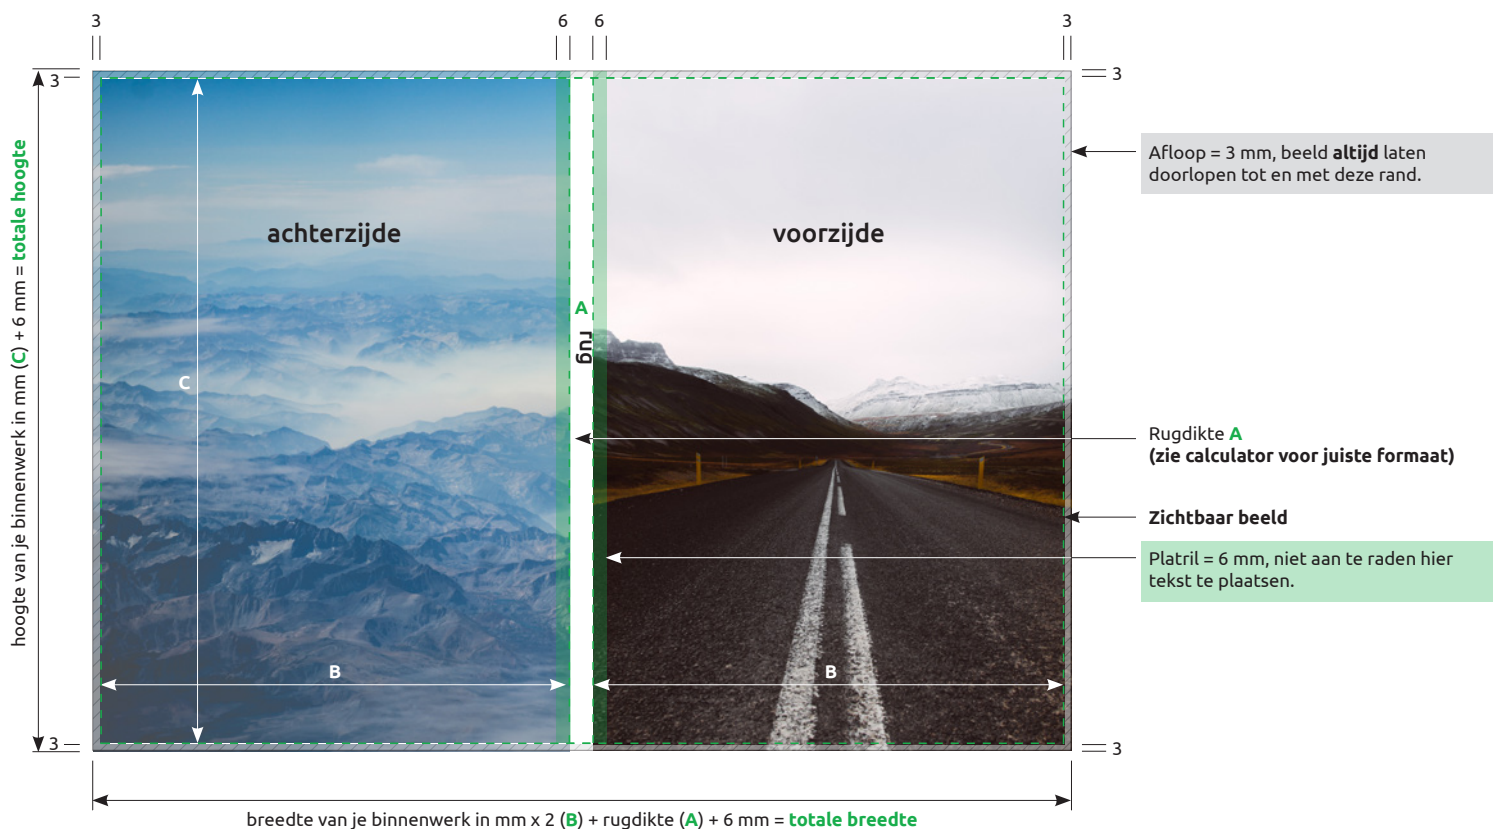 3
6
6
3
3
3
achterzijde
voorzijde
Afloop = 3 mm, beeld altijd laten
doorlopen tot en met deze rand.
hoogte van je binnenwerk in mm (C) + 6 mm = totale hoogte
A
rug
C
Rugdikte A
(zie calculator voor juiste formaat)
Zichtbaar beeld
Platril = 6 mm, niet aan te raden hier
tekst te plaatsen.
B
B
3
3
breedte van je binnenwerk in mm x 2 (B) + rugdikte (A) + 6 mm = totale breedte